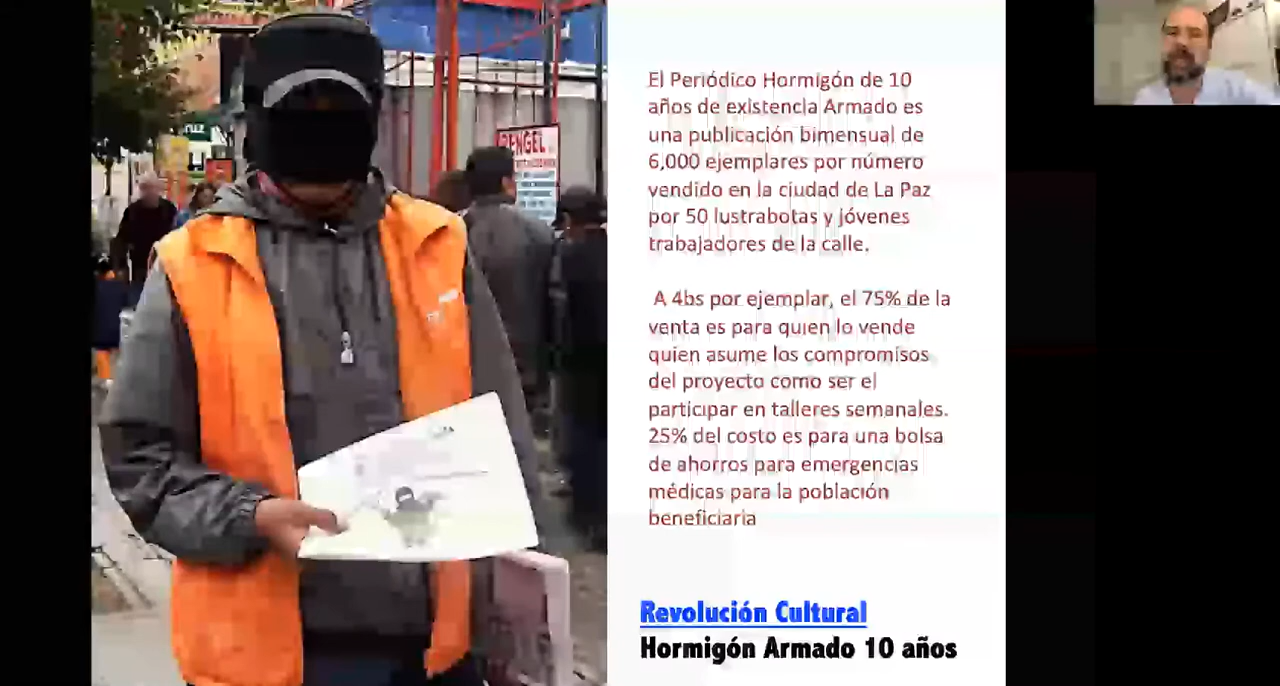 ENGEL
El Periódico Hormigón de 10
años de existencia Armado es
una publicación bimensual de
6,000 ejemplares por número
vendido en la ciudad de La Paz
por 50 lustrabotas y jóvenes
trabajadores de la calle.
A 4bs por ejemplar, el 75% de la
venta es para quien lo vende
quien asume los compromisos
del proyecto como ser el
participar en talleres semanales.
25% del costo es para una bolsa
de ahorros para emergencias
médicas para la población
beneficiaria
Revolución Cultural
Hormigón Armado 10 años